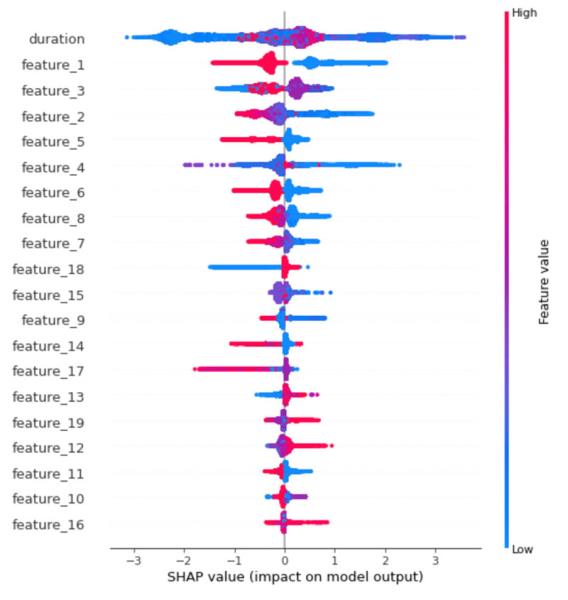 High
duration
feature_1
feature_3
feature_2
feature_5
feature_4
feature_6
feature_8
feature_7
feature_18
feature_15
feature_9
feature_14
feature_17
feature_13
feature_19
feature_12
feature_11
feature_10
feature_16
Feature value
Low
−3 −2 −1 0 1 2 3
SHAP value (impact on model output)